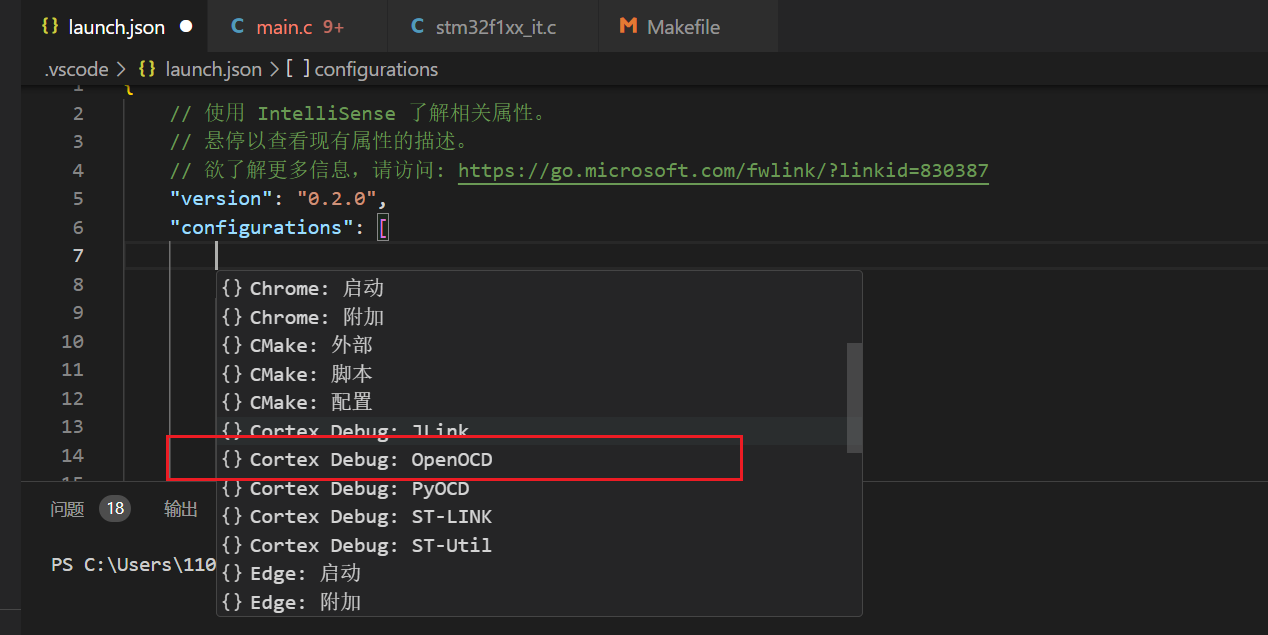 {} launch.json ● C main.c 9+ C stm32f1xx_it.c M Makefile
.vscode > {} launch.json > [ ] configurations
1 {
2 // 使用 IntelliSense 了解相关属性。
3 // 悬停以查看现有属性的描述。
4 // 欲了解更多信息，请访问: https://go.microsoft.com/fwlink/?linkid=830387
5 "version": "0.2.0",
6 "configurations": [
7
8 {} Chrome: 启动
9 {} Chrome: 附加
10 {} CMake: 外部
11 {} CMake: 脚本
12 {} CMake: 配置
13 {} Cortex Debug: JLink
14 {} Cortex Debug: OpenOCD
15 {} Cortex Debug: PyOCD
问题 18 输出 {} Cortex Debug: ST-LINK
{} Cortex Debug: ST-Util
PS C:\Users\110 {} Edge: 启动
{} Edge: 附加